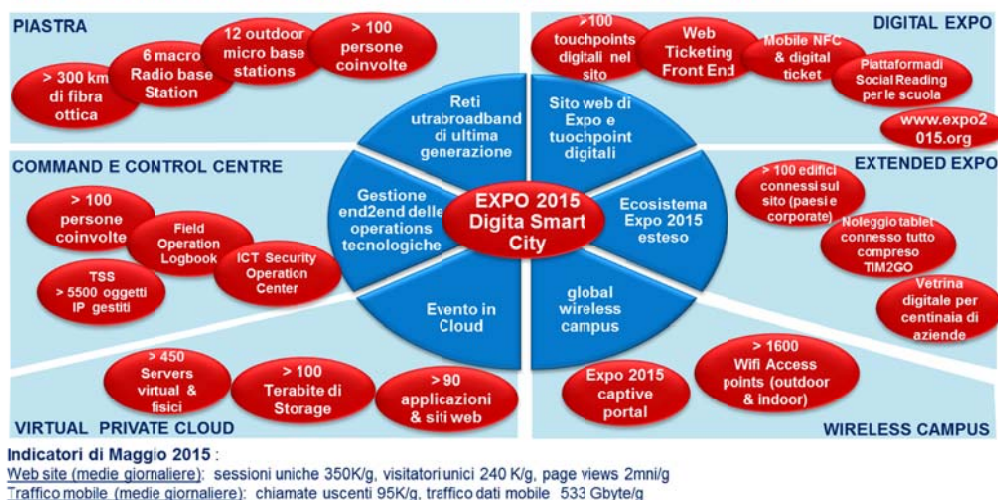 PIASTRA
> 300 km
di fibra
ottica
6 macro
Radio base
Station
12 outdoor
micro base
stations
> 100
persone
coinvolte
DIGITAL EXPO
>100
touchpoints
digitali nel
sito
Web
Ticketing
Front End
Mobile NFC
& digital
ticket
Piattaformadi
Social Reading
per le scuola
www.expo2
015.org
Reti
utrabroadband
di ultima
generazione
Sito web di
Expo e
tuochpoint
digitali
COMMAND E CONTROL CENTRE
> 100
persone
coinvolte
Field
Operation
Logbook
ICT Security
Operation
Center
TSS
> 5500 oggetti
IP gestiti
Gestione
end2end delle
operations
tecnologiche
EXPO 2015
Digita Smart
City
Ecosistema
Expo 2015
esteso
EXTENDED EXPO
> 100 edifici
connessi sul
sito (paesi e
corporate)
Noleggio tablet
connesso tutto
compreso
TIM2GO
Vetrina
digitale per
centinaia di
aziende
Evento in
Cloud
global
wireless
campus
> 450
Servers
virtual &
fisici
> 100
Terabite di
Storage
>90
applicazioni
& siti web
VIRTUAL PRIVATE CLOUD
Expo 2015
captive
portal
> 1600
Wifi Access
points (outdoor
& indoor)
WIRELESS CAMPUS
Indicatori di Maggio 2015 :
Web site (medie giornaliere): sessioni uniche 350K/g, visitatori unici 240 K/g, page views 2mni/g
Traffico mobile (medie giornaliere): chiamate uscenti 95K/g, traffico dati mobile 533 Gbyte/g